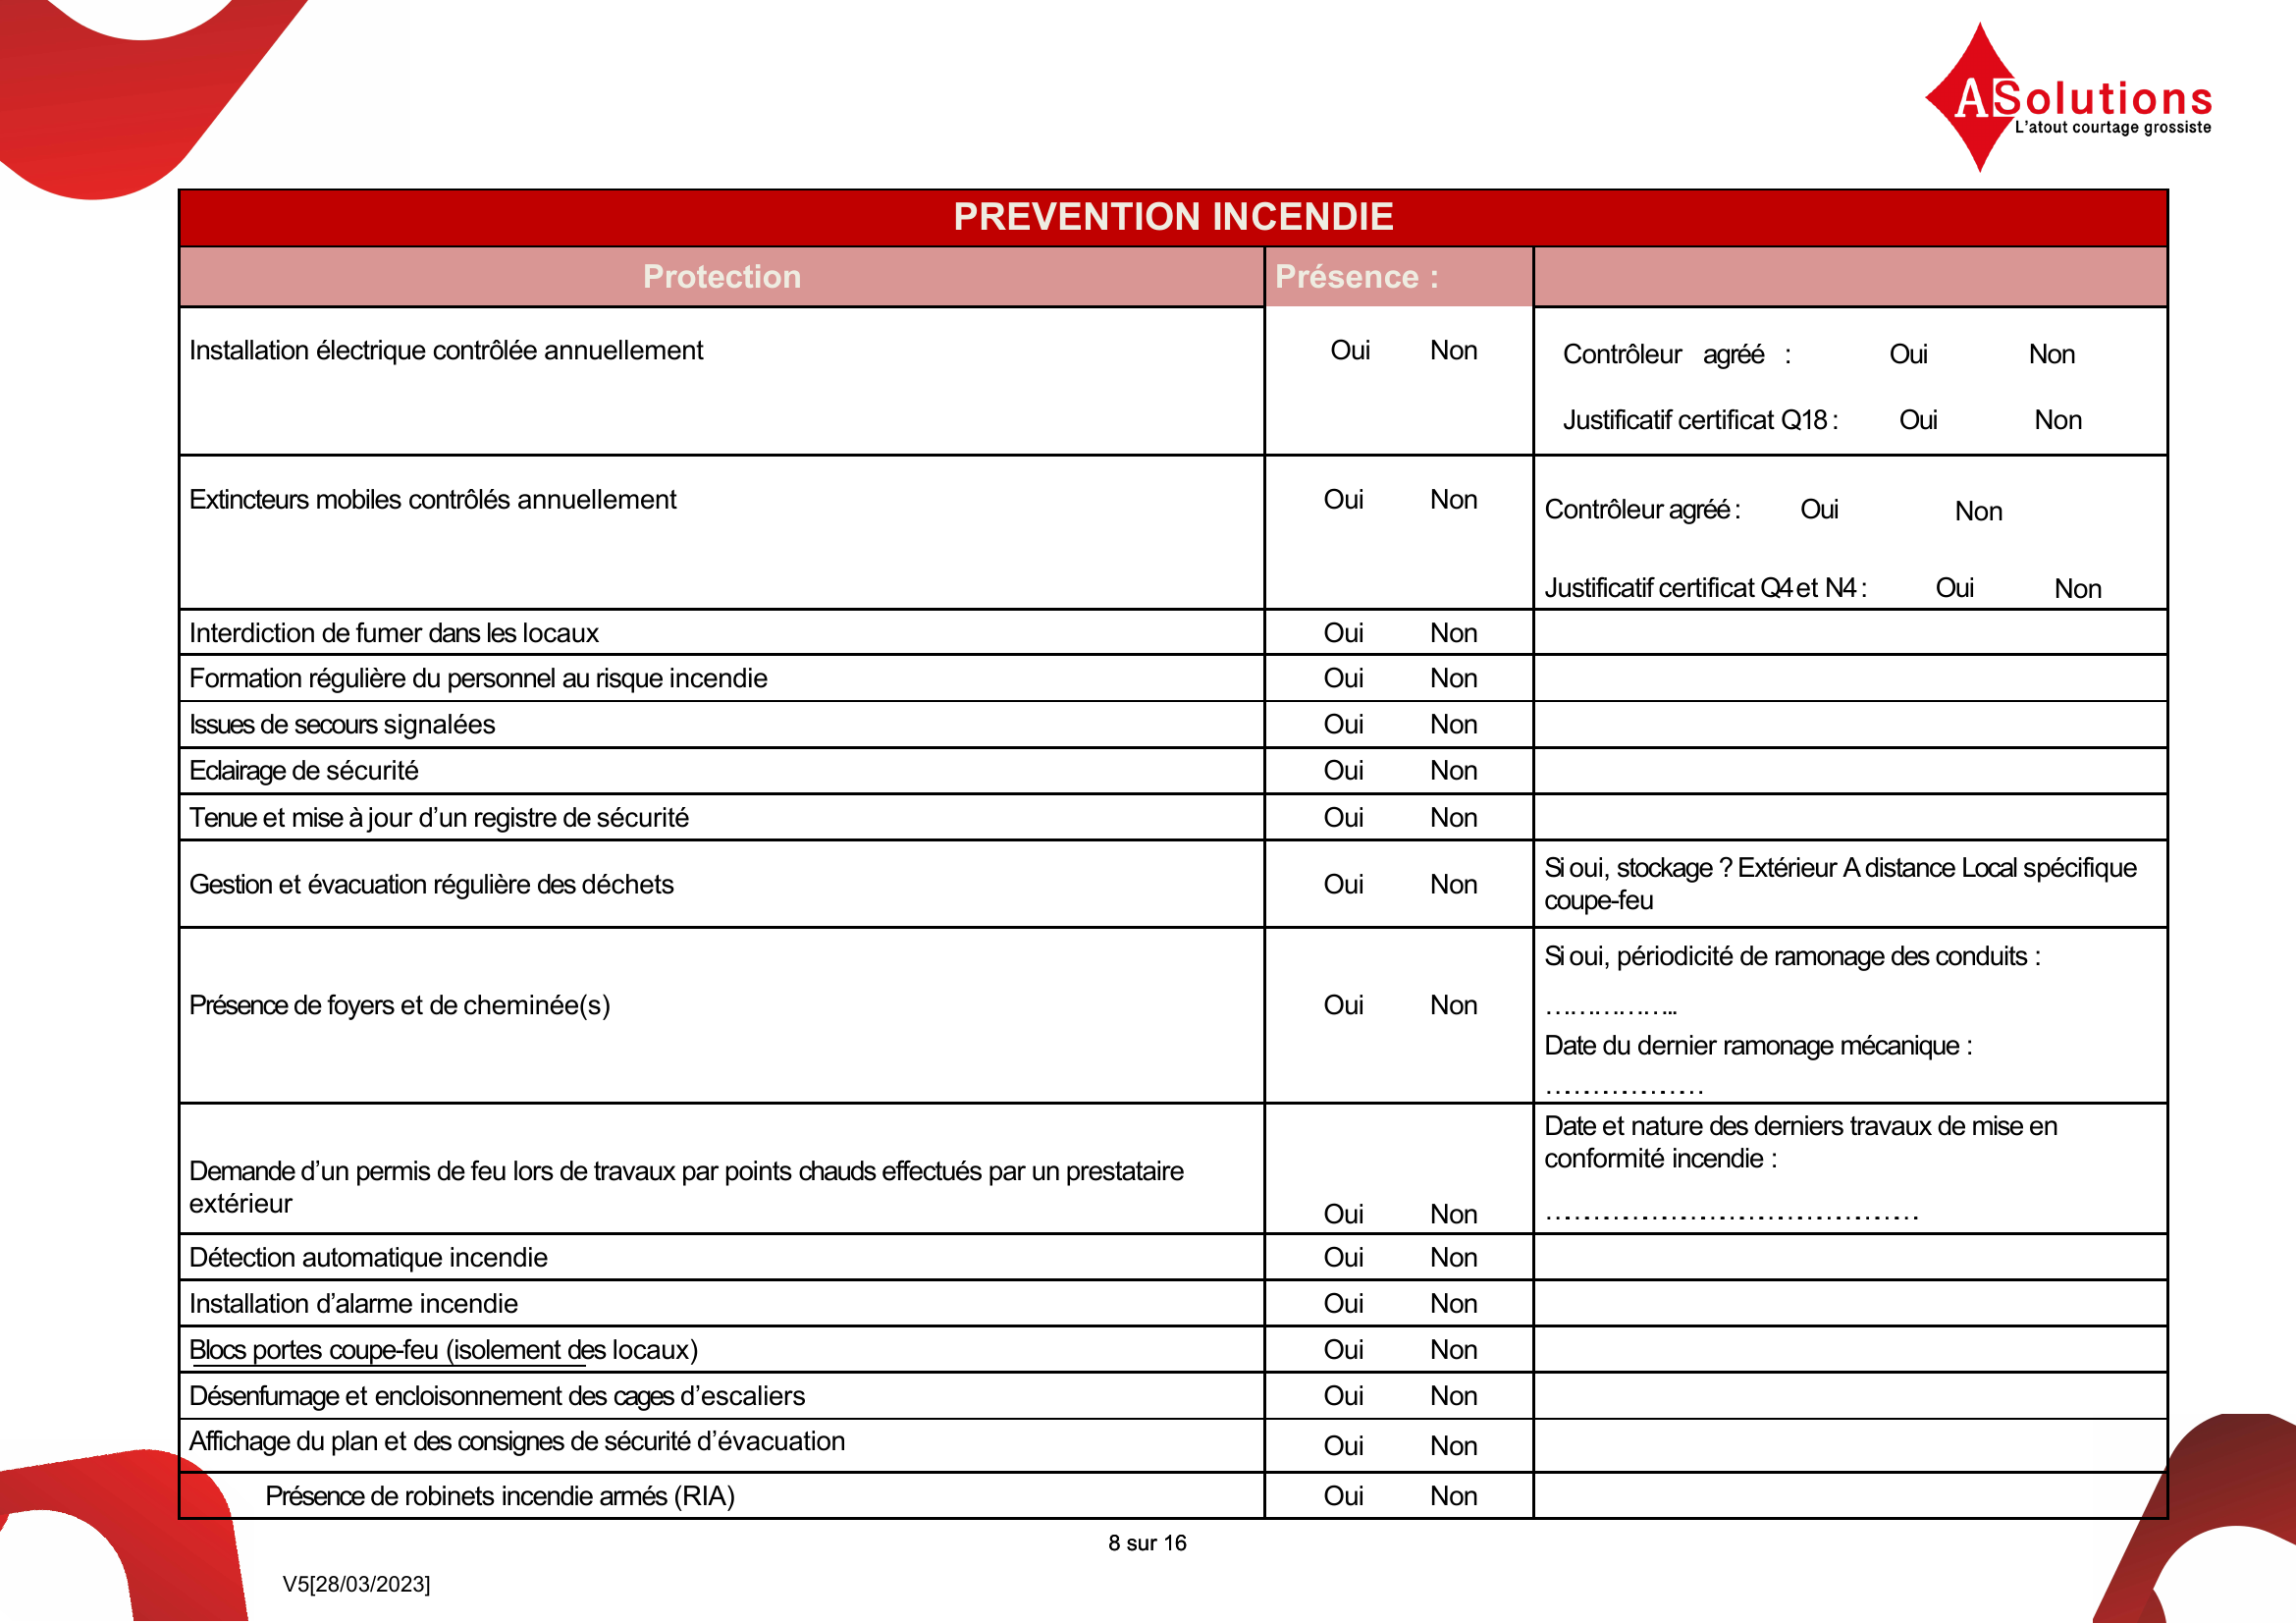 ASolutions
L'atout courtage grossiste
PREVENTION INCENDIE
Protection Présence :
Installation électrique contrôlée annuellement Oui Non Contrôleur agréé : Oui Non
Justificatif certificat Q18 : Oui Non
Extincteurs mobiles contrôlés annuellement Oui Non Contrôleur agréé : Oui Non
Justificatif certificat Q4 et N4 : Oui Non
Interdiction de fumer dans les locaux Oui Non
Formation régulière du personnel au risque incendie Oui Non
Issues de secours signalées Oui Non
Eclairage de sécurité Oui Non
Tenue et mise à jour d’un registre de sécurité Oui Non
Gestion et évacuation régulière des déchets Oui Non
Si oui, stockage ? Extérieur A distance Local spécifique
coupe-feu
Présence de foyers et de cheminée(s) Oui Non
Si oui, périodicité de ramonage des conduits :
……………..
Date du dernier ramonage mécanique :
………………
Demande d’un permis de feu lors de travaux par points chauds effectués par un prestataire
extérieur Oui Non
Date et nature des derniers travaux de mise en
conformité incendie :
……………………………………
Détection automatique incendie Oui Non
Installation d’alarme incendie Oui Non
Blocs portes coupe-feu (isolement des locaux) Oui Non
Désenfumage et encloisonnement des cages d’escaliers Oui Non
Affichage du plan et des consignes de sécurité d’évacuation Oui Non
Présence de robinets incendie armés (RIA) Oui Non
8 sur 16
V5[28/03/2023]